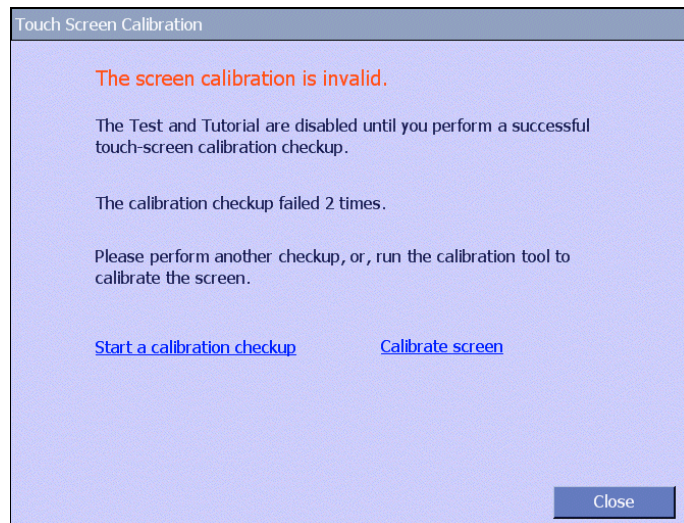 Touch Screen Calibration
The screen calibration is invalid.
The Test and Tutorial are disabled until you perform a successful
touch-screen calibration checkup.
The calibration checkup failed 2 times.
Please perform another checkup, or, run the calibration tool to
calibrate the screen.
Start a calibration checkup
Calibrate screen
Close